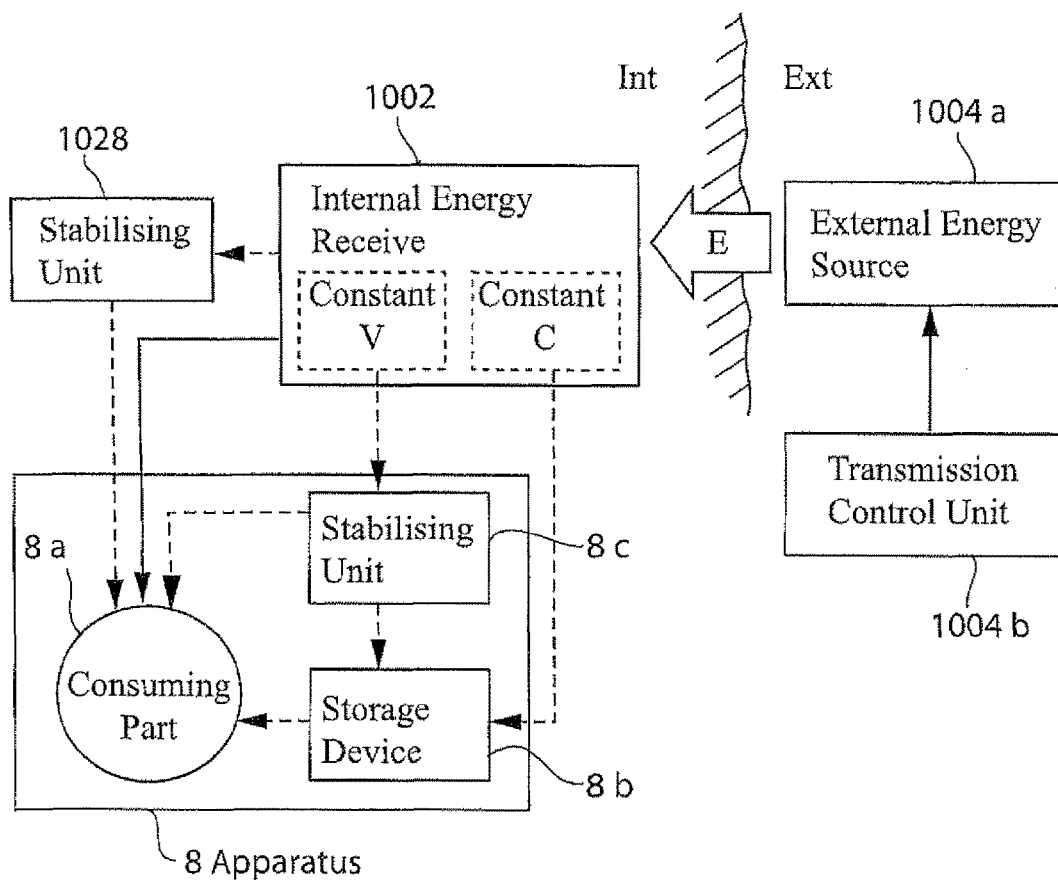 Int
Ext
1002
1004 a
1028
Stabilising
Unit
Internal Energy
Receive
External Energy
Source
E
Constant
V
Constant
C
Transmission
Control Unit
8 a
Stabilising
Unit
8 c
1004 b
Consuming
Part
Storage
Device
8 b
8 Apparatus